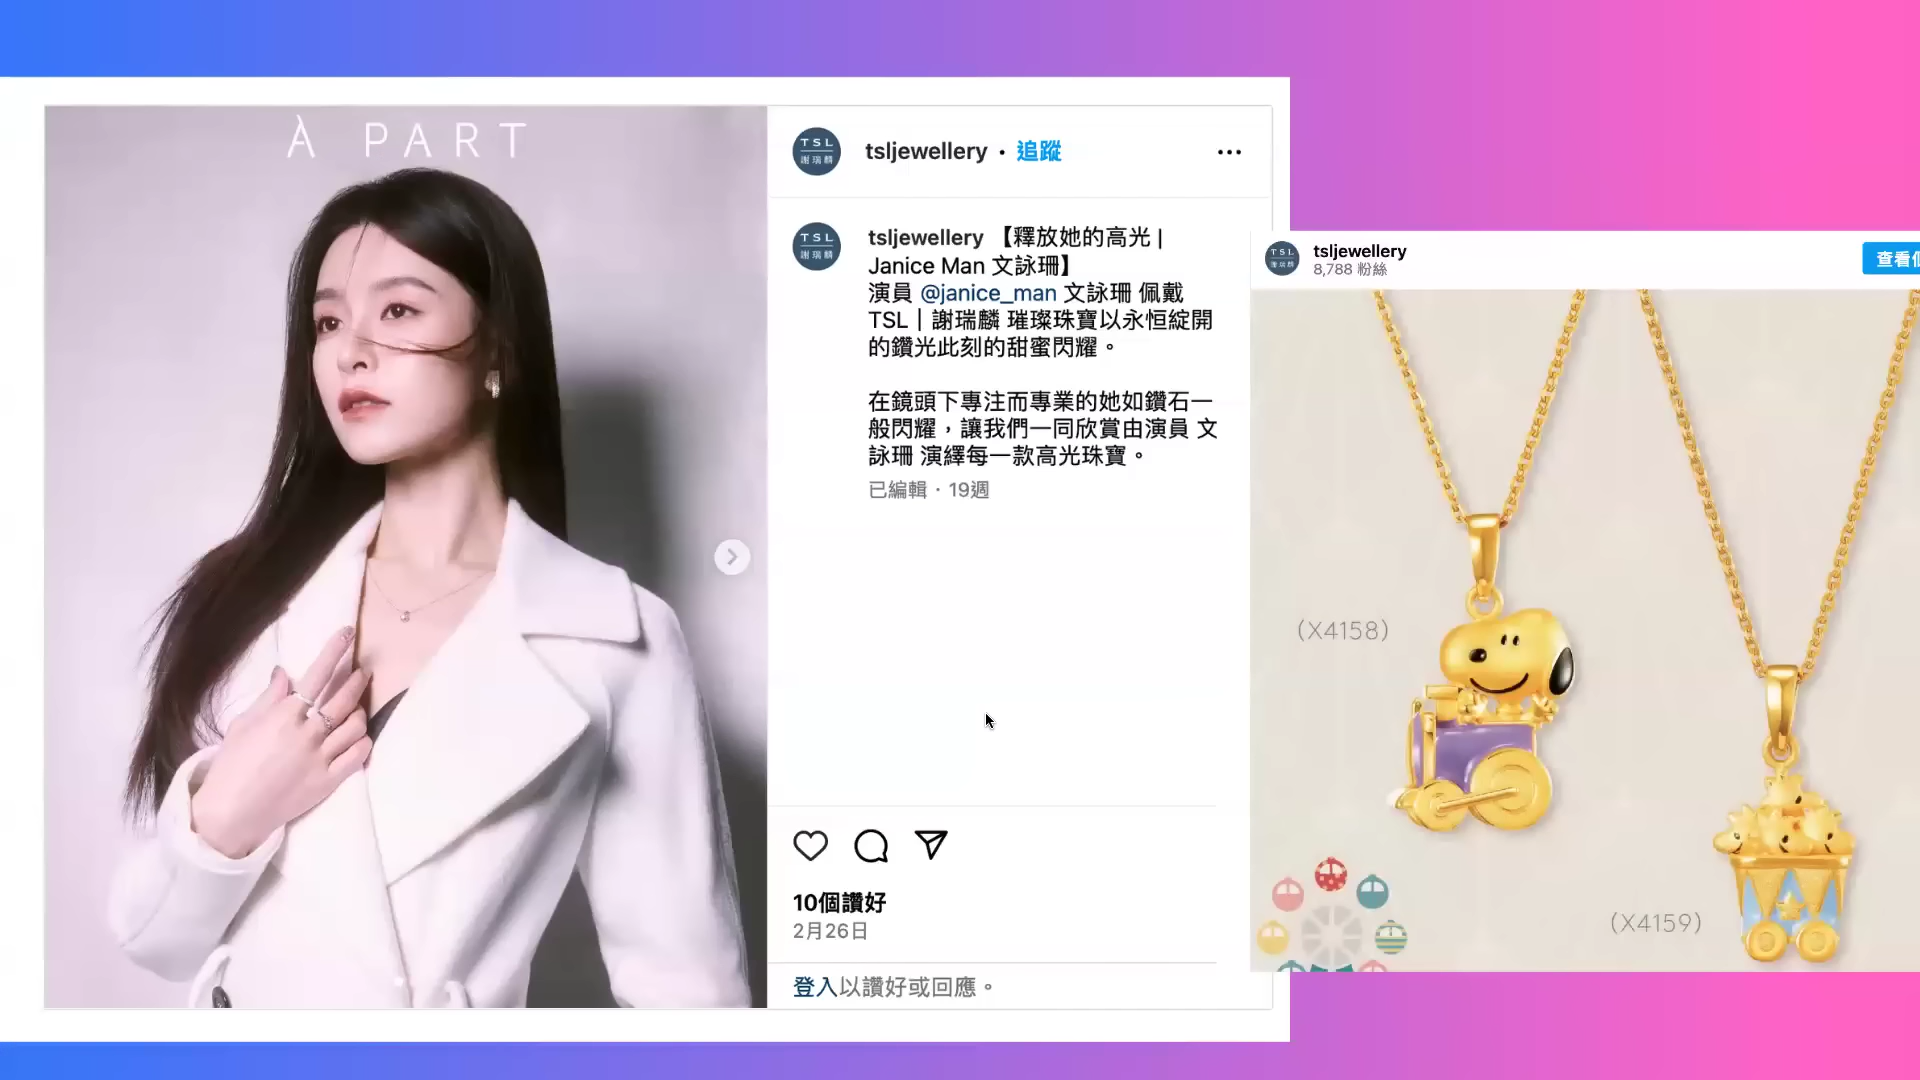 À PART
TSL
謝瑞麟
tsljewellery • 追蹤
TSL
謝瑞麟
tsljewellery 【釋放她的高光 |
Janice Man 文詠珊】
演員 @janice_man 文詠珊 佩戴
TSL｜謝瑞麟 璀璨珠寶以永恒綻開
的鑽光此刻的甜蜜閃耀。
在鏡頭下專注而專業的她如鑽石一
般閃耀，讓我們一同欣賞由演員 文
詠珊 演繹每一款高光珠寶。
已編輯·19週
10個讚好
2月26日
登入以讚好或回應。
TSL
謝瑞麟
tsljewellery
8,788 粉絲
查看
(X4158)
(X4159)